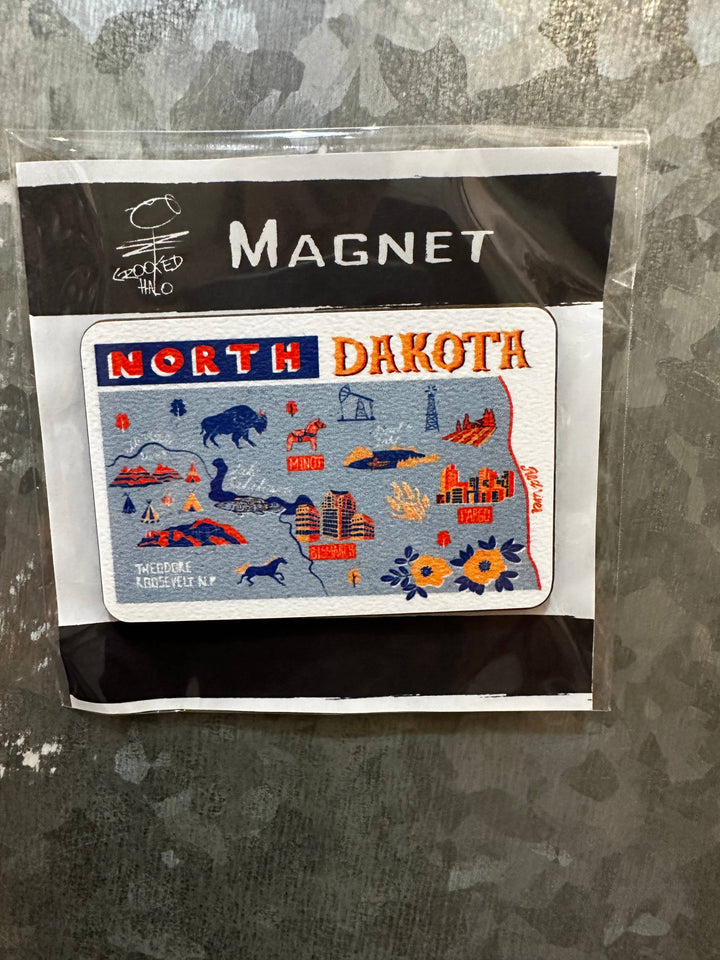 CROOKED
HALO
MAGNET
NORTH DAKOTA
MINOT
FARGO
BISMARCK
THEODORE
ROOSEVELT N.P